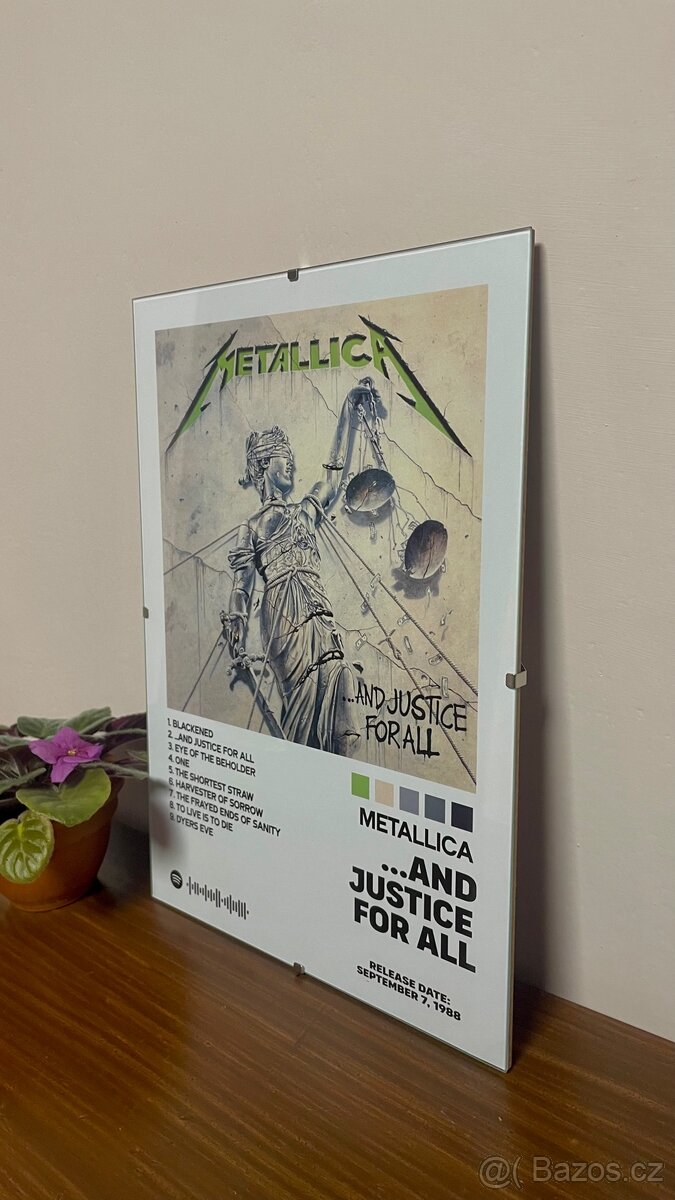 METALLICA
...AND JUSTICE
FOR ALL
1. BLACKENED
2. ...AND JUSTICE FOR ALL
3. EYE OF THE BEHOLDER
4. ONE
5. THE SHORTEST STRAW
6. HARVESTER OF SORROW
7. THE FRAYED ENDS OF SANITY
8. TO LIVE IS TO DIE
9. DYERS EVE
METALLICA
...AND
JUSTICE
FOR ALL
RELEASE DATE:
SEPTEMBER 7, 1988
@( Bazos.cz